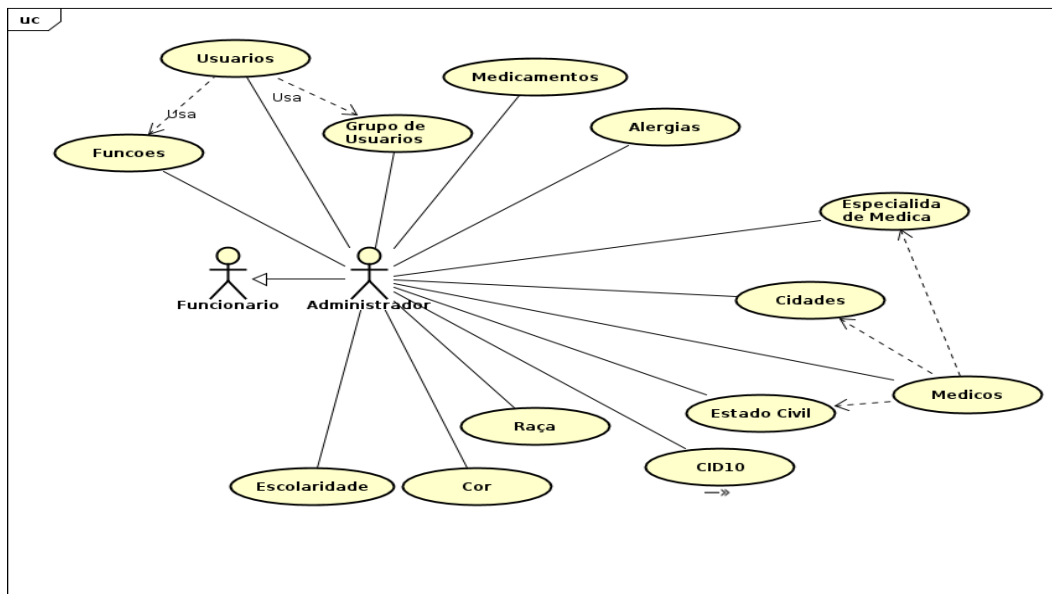 uc
Usuarios
Medicamentos
Usa
Usa
Grupo de
Usuarios
Alergias
Funcoes
Especialida
de Medica
Funcionario
Administrador
Cidades
Medicos
Estado Civil
Raça
CID10
Escolaridade
Cor